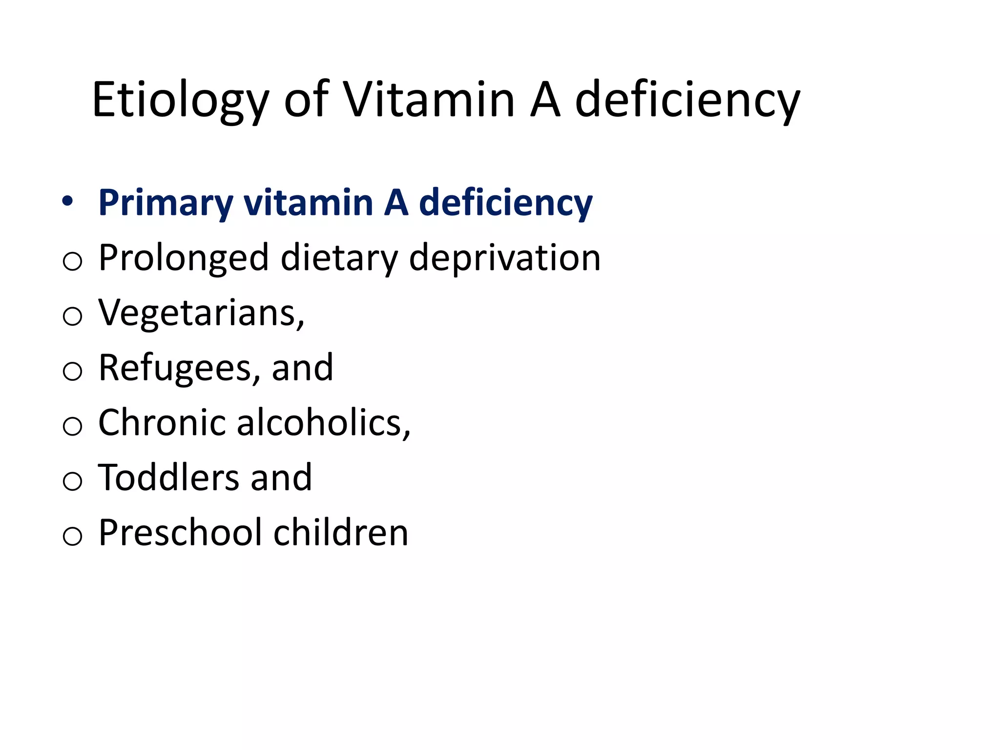 Etiology of Vitamin A deficiency
• Primary vitamin A deficiency
o Prolonged dietary deprivation
o Vegetarians,
o Refugees, and
o Chronic alcoholics,
o Toddlers and
o Preschool children